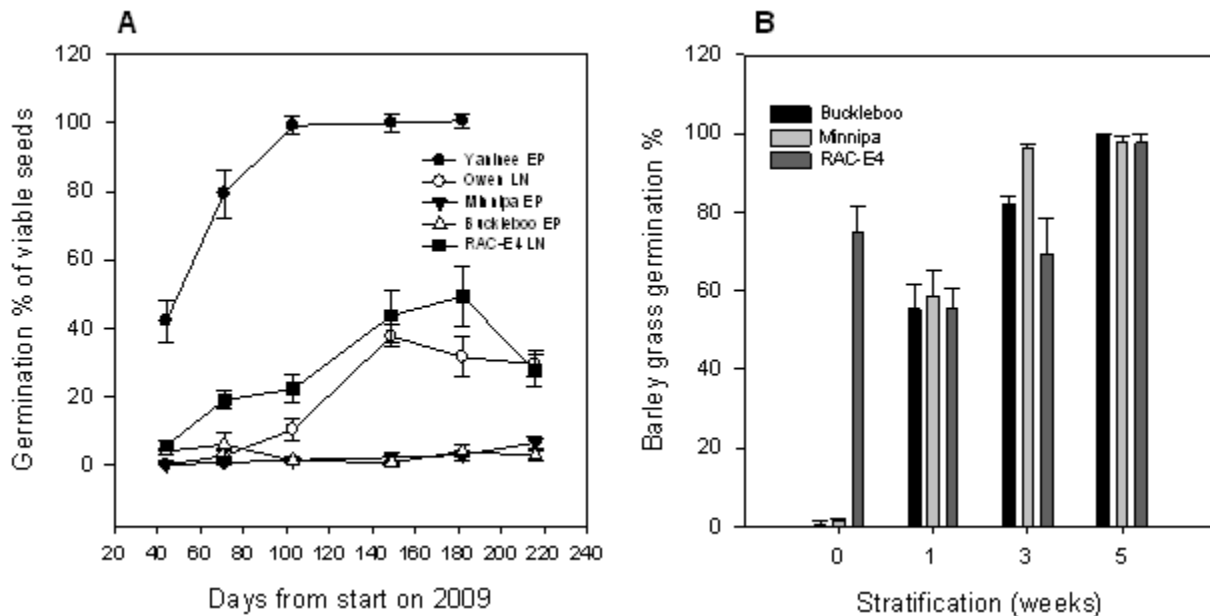 A
Germination % of viable seeds
120
100
80
60
40
20
0
Yaninee EP
Owen LN
Minnipa EP
Buckleboo EP
RAC-E4 LN
20 40 60 80 100 120 140 160 180 200 220 240
Days from start on 2009
B
Barley grass germination %
120
100
80
60
40
20
0
Buckleboo
Minnipa
RAC-E4
0 1 3 5
Stratification (weeks)